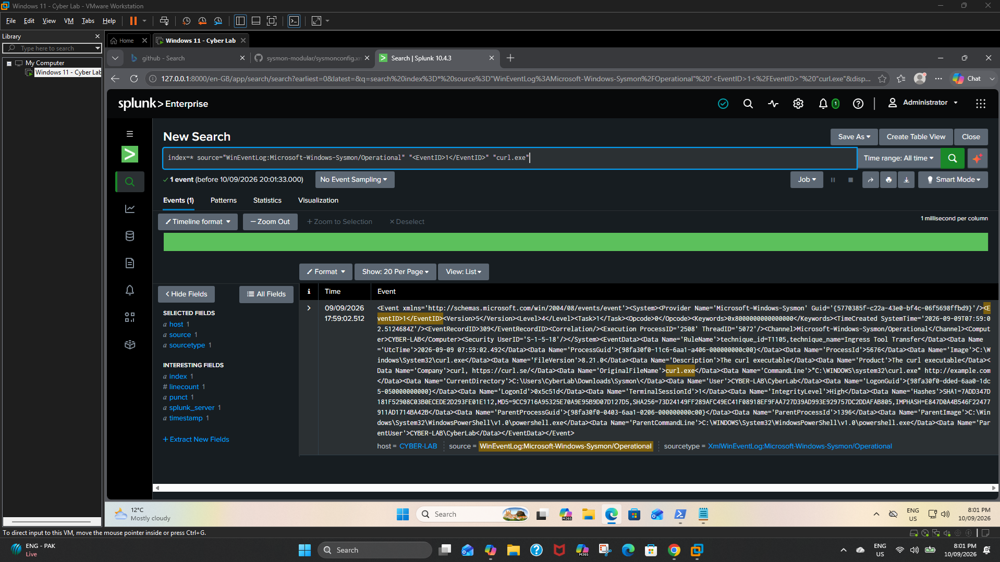 Windows 11 - Cyber Lab - VMware Workstation
File Edit View VM Tabs Help
Library
Type here to search
My Computer
Windows 11 - Cyber Lab
Home
Windows 11 - Cyber Lab
github - Search
sysmon-modular/sysmonconfig.xm
Search | Splunk 10.4.3
127.0.0.1:8000/en-GB/app/search/search?earliest=0&latest=&q=search%20index%3D*%20source%3D"WinEventLog%3AMicrosoft-Windows-Sysmon%2FOperational"%20"<EventID>1<%2FEventID>"%20"curl.exe"&disp...
Chat
splunk> Enterprise
1
Administrator
New Search
Save As
Create Table View
Close
index=* source="WinEventLog:Microsoft-Windows-Sysmon/Operational" "<EventID>1</EventID>" "curl.exe"
Time range: All time
1 event (before 10/09/2026 20:01:33.000)
No Event Sampling
Job
Smart Mode
Events (1)
Patterns
Statistics
Visualization
Timeline format
Zoom Out
+ Zoom to Selection
× Deselect
1 millisecond per column
Format
Show: 20 Per Page
View: List
< Hide Fields
All Fields
i
Time
Event
SELECTED FIELDS
a host 1
a source 1
a sourcetype 1
INTERESTING FIELDS
a index 1
# linecount 1
a punct 1
a splunk_server 1
a timestamp 1
+ Extract New Fields
09/09/2026
17:59:02.512
<Event xmlns='http://schemas.microsoft.com/win/2004/08/events/event'><System><Provider Name='Microsoft-Windows-Sysmon' Guid='{5770385f-c22a-43e0-bf4c-06f5698ffbd9}'/><E
ventID>1</EventID><Version>5</Version><Level>4</Level><Task>1</Task><Opcode>0</Opcode><Keywords>0x8000000000000000</Keywords><TimeCreated SystemTime='2026-09-09T07:59:0
2.5124684Z'/><EventRecordID>309</EventRecordID><Correlation/><Execution ProcessID='2508' ThreadID='5072'/><Channel>Microsoft-Windows-Sysmon/Operational</Channel><Comput
er>CYBER-LAB</Computer><Security UserID='S-1-5-18'/></System><EventData><Data Name='RuleName'>technique_id=T1105,technique_name=Ingress Tool Transfer</Data><Data Name
='UtcTime'>2026-09-09 07:59:02.492</Data><Data Name='ProcessGuid'>{98fa30f0-11c6-6aa1-a406-000000000c00}</Data><Data Name='ProcessId'>5676</Data><Data Name='Image'>C:\W
indows\System32\curl.exe</Data><Data Name='FileVersion'>8.21.0</Data><Data Name='Description'>The curl executable</Data><Data Name='Product'>The curl executable</Data><
Data Name='Company'>curl, https://curl.se/</Data><Data Name='OriginalFileName'>curl.exe</Data><Data Name='CommandLine'>"C:\WINDOWS\system32\curl.exe" http://example.com
</Data><Data Name='CurrentDirectory'>C:\Users\CyberLab\Downloads\Sysmon\</Data><Data Name='User'>CYBER-LAB\CyberLab</Data><Data Name='LogonGuid'>{98fa30f0-dded-6aa0-1dc
5-050000000000}</Data><Data Name='LogonId'>0x5c51d</Data><Data Name='TerminalSessionId'>1</Data><Data Name='IntegrityLevel'>High</Data><Data Name='Hashes'>SHA1=7ADD347D
181F52908C03B0ECEDE2D293FE01E112,MD5=9CC9716A95325E70A9E95B9D07D127D5,SHA256=73D24149FF289AFC49EC41F08918EF9FAA727D39AD993E929757DC2DDAFAB805,IMPHASH=E847D0A4B546F22477
911AD1714BA42B</Data><Data Name='ParentProcessGuid'>{98fa30f0-0403-6aa1-0206-000000000c00}</Data><Data Name='ParentProcessId'>1396</Data><Data Name='ParentImage'>C:\Win
dows\System32\WindowsPowerShell\v1.0\powershell.exe</Data><Data Name='ParentCommandLine'>C:\WINDOWS\System32\WindowsPowerShell\v1.0\powershell.exe</Data><Data Name='Par
entUser'>CYBER-LAB\CyberLab</Data></EventData></Event>
host = CYBER-LAB source = WinEventLog:Microsoft-Windows-Sysmon/Operational sourcetype = XmlWinEventLog:Microsoft-Windows-Sysmon/Operational
12°C
Mostly cloudy
Search
M365
ENG
US
8:01 PM
10/09/2026
To direct input to this VM, move the mouse pointer inside or press Ctrl+G.
ENG - PAK
Live
Search
M365
ENG
US
8:01 PM
10/09/2026